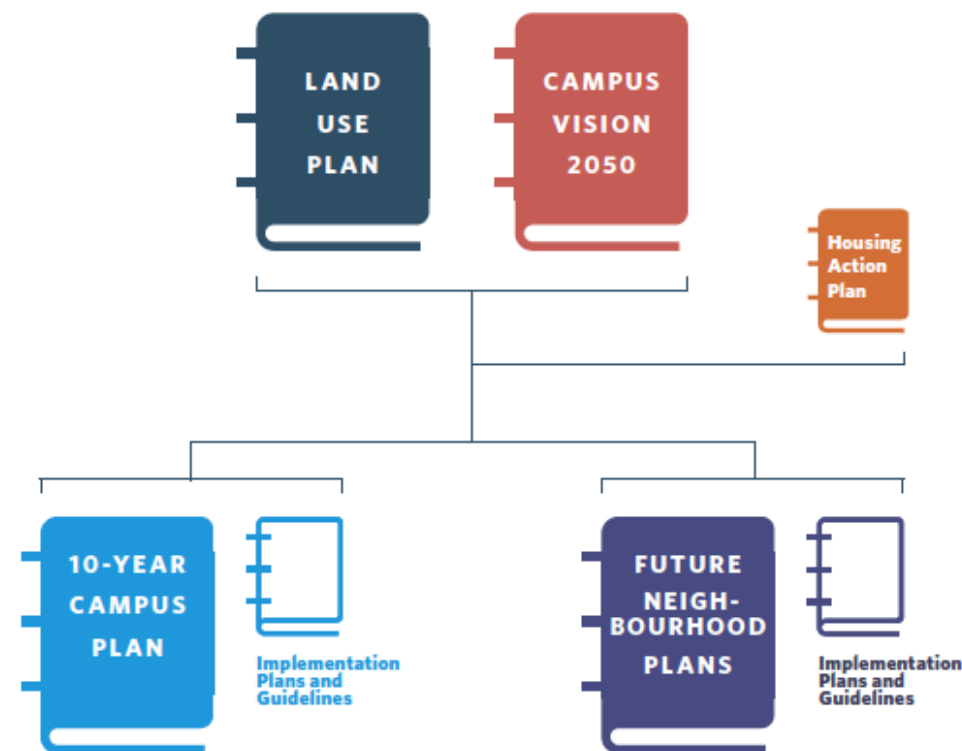 LAND
USE
PLAN
CAMPUS
VISION
2050
Housing
Action
Plan
10-YEAR
CAMPUS
PLAN
Implementation
Plans and
Guidelines
FUTURE
NEIGH-
BOURHOOD
PLANS
Implementation
Plans and
Guidelines